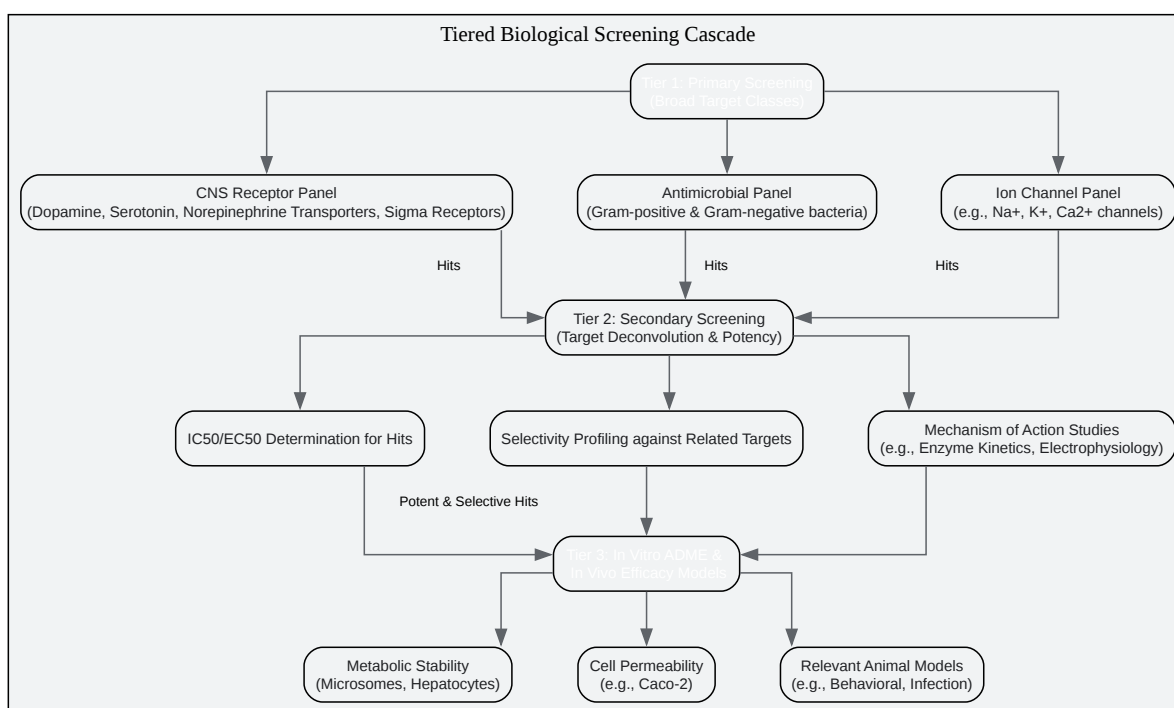 Tiered Biological Screening Cascade
Tier 1: Primary Screening
(Broad Target Classes)
CNS Receptor Panel
(Dopamine, Serotonin, Norepinephrine Transporters, Sigma Receptors)
Antimicrobial Panel
(Gram-positive & Gram-negative bacteria)
Ion Channel Panel
(e.g., Na+, K+, Ca2+ channels)
Hits
Hits
Hits
Tier 2: Secondary Screening
(Target Deconvolution & Potency)
IC50/EC50 Determination for Hits
Selectivity Profiling against Related Targets
Mechanism of Action Studies
(e.g., Enzyme Kinetics, Electrophysiology)
Potent & Selective Hits
Tier 3: In Vitro ADME &
In Vivo Efficacy Models
Metabolic Stability
(Microsomes, Hepatocytes)
Cell Permeability
(e.g., Caco-2)
Relevant Animal Models
(e.g., Behavioral, Infection)